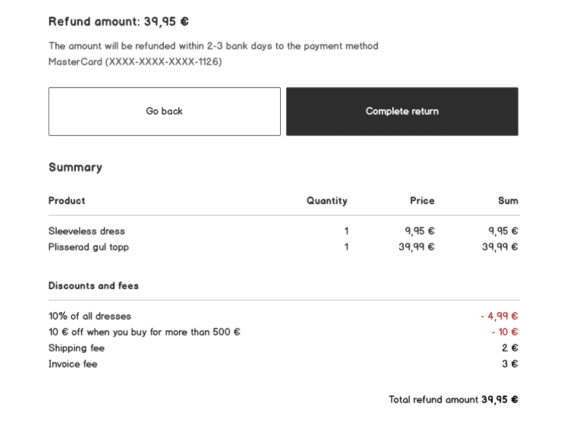 Refund amount: 39,95 €
The amount will be refunded within 2-3 bank days to the payment method
MasterCard (XXXX-XXXX-XXXX-1126)
Go back Complete return
Summary
Product Quantity Price Sum
Sleeveless dress 1 9,95 € 9,95 €
Plisserad gul topp 1 39,99 € 39,99 €
Discounts and fees
10% of all dresses - 4,99 €
10 € off when you buy for more than 500 € - 10 €
Shipping fee 2 €
Invoice fee 3 €
Total refund amount 39,95 €